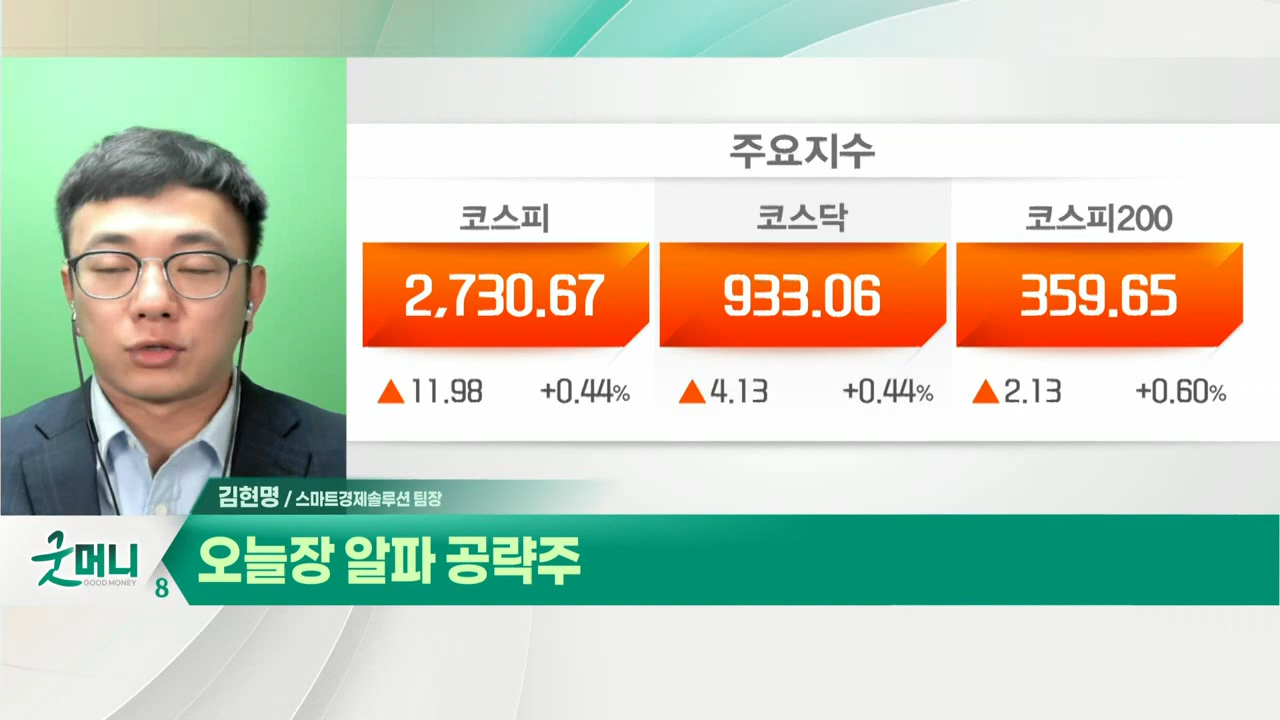 주요지수
코스피 코스닥 코스피200
2,730.67 933.06 359.65
▲11.98 +0.44% ▲4.13 +0.44% ▲2.13 +0.60%
김현명 / 스마트경제솔루션 팀장
굿머니
GOOD MONEY
8
오늘장 알파 공략주